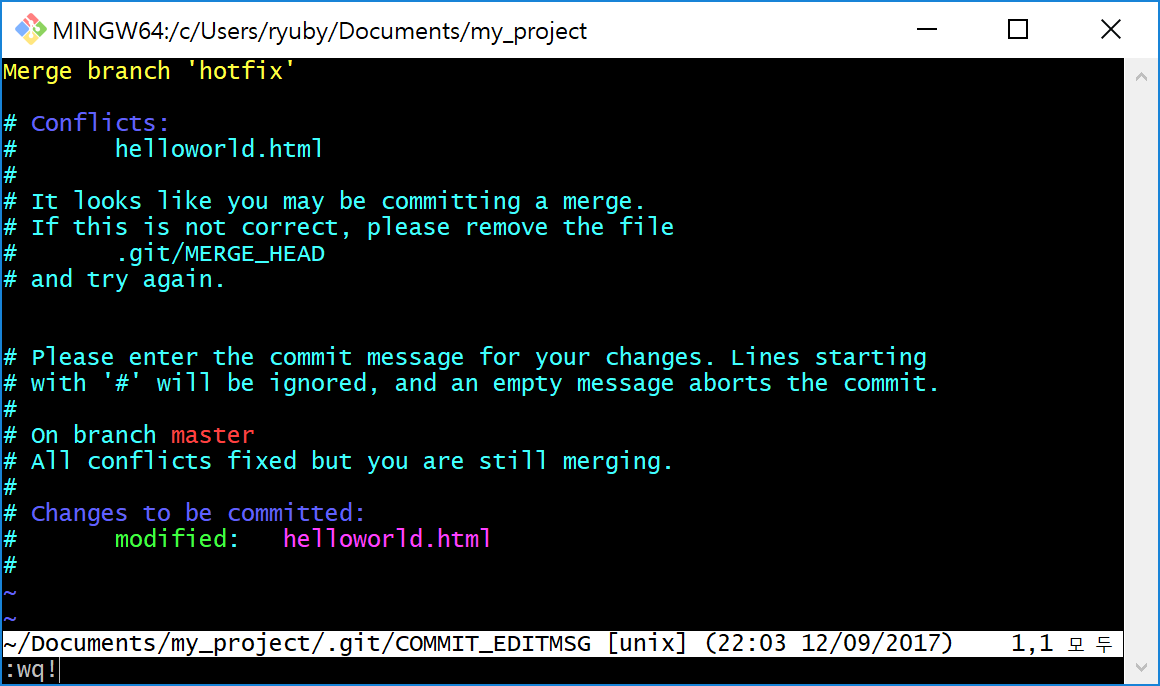 MINGW64:/c/Users/ryuby/Documents/my_project
Merge branch 'hotfix'
# Conflicts:
#       helloworld.html
#
# It looks like you may be committing a merge.
# If this is not correct, please remove the file
#       .git/MERGE_HEAD
# and try again.
# Please enter the commit message for your changes. Lines starting
# with '#' will be ignored, and an empty message aborts the commit.
#
# On branch master
# All conflicts fixed but you are still merging.
#
# Changes to be committed:
#       modified:   helloworld.html
#
~
~
~/Documents/my_project/.git/COMMIT_EDITMSG [unix] (22:03 12/09/2017)    1,1 모 두
:wq!